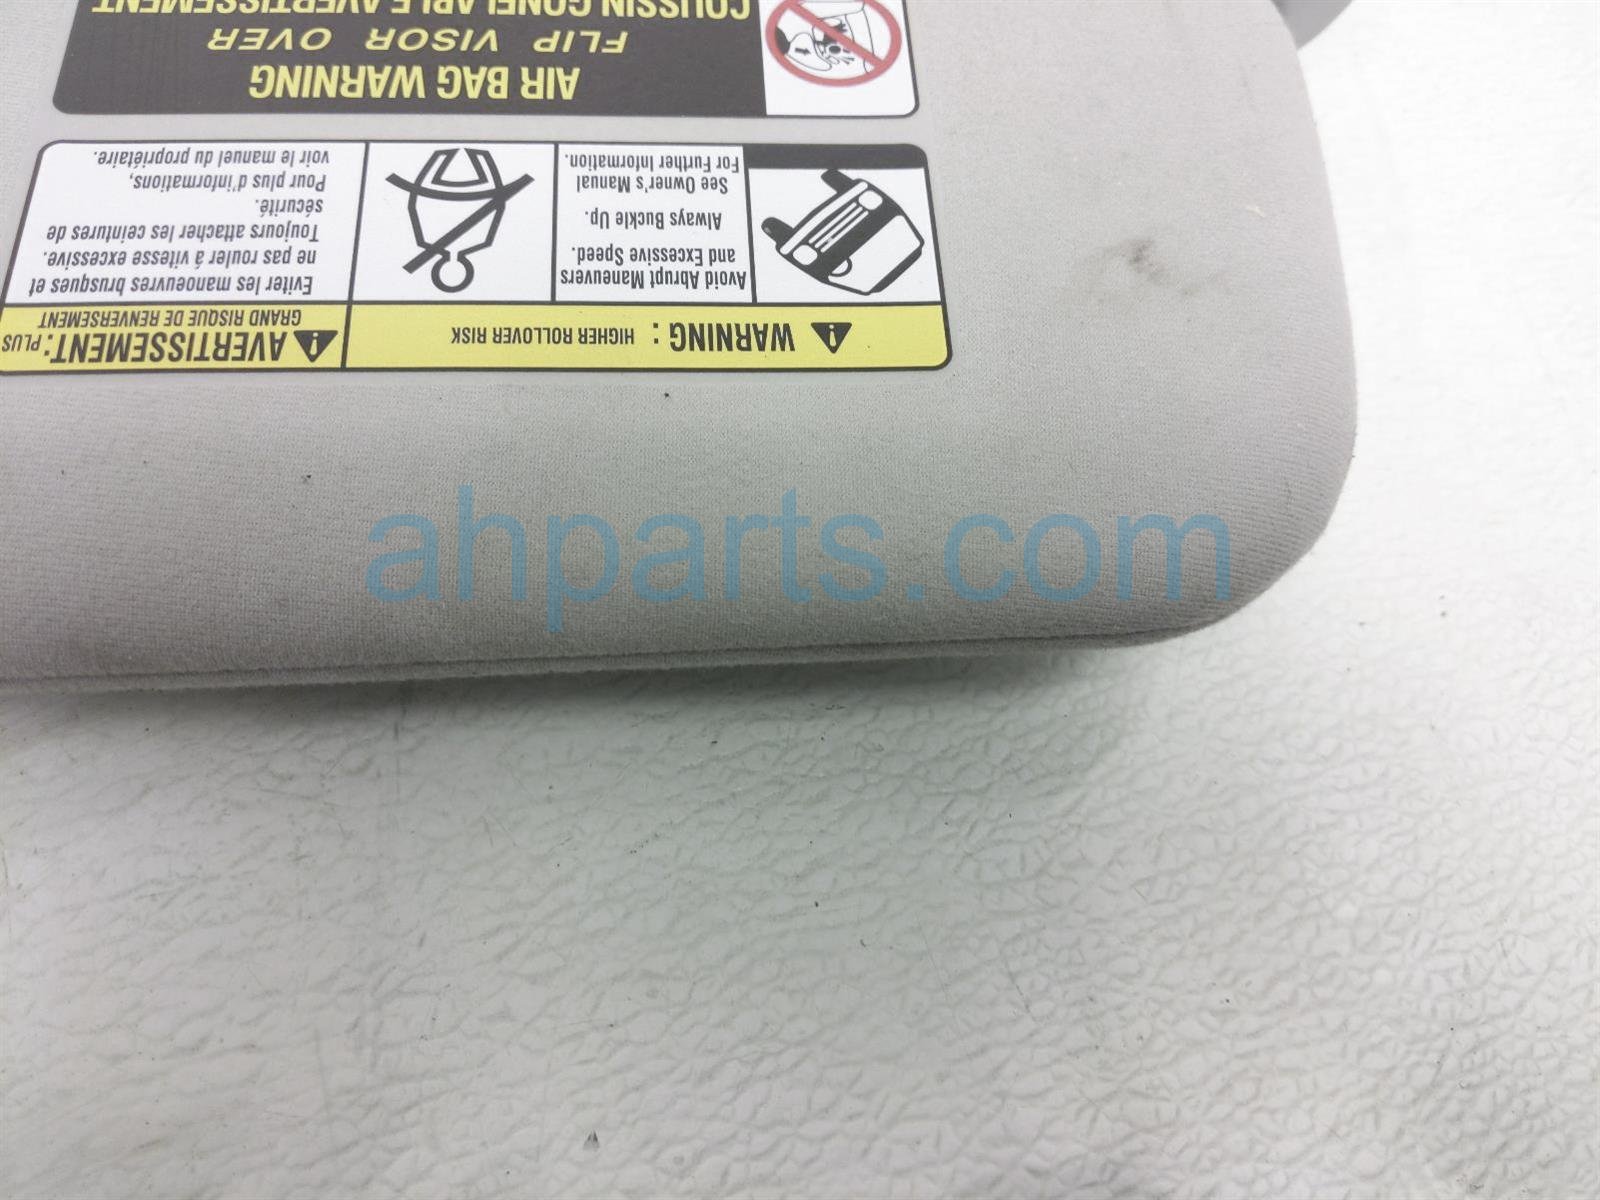 WARNING : HIGHER ROLLOVER RISK
Avoid Abrupt Maneuvers
and Excessive Speed.
Always Buckle Up.
See Owner's Manual
For Further Information.
AVERTISSEMENT: PLUS
GRAND RISQUE DE RENVERSEMENT
Eviter les manoeuvres brusques et
ne pas rouler á vitesse excessive.
Toujours attacher les ceintures de
sécurité.
Pour plus d'informations,
voir le manuel du propriétaire.
AIR BAG WARNING
FLIP VISOR OVER
COUSSIN GONFLABLE AVERTISSEMENT
ahparts.com